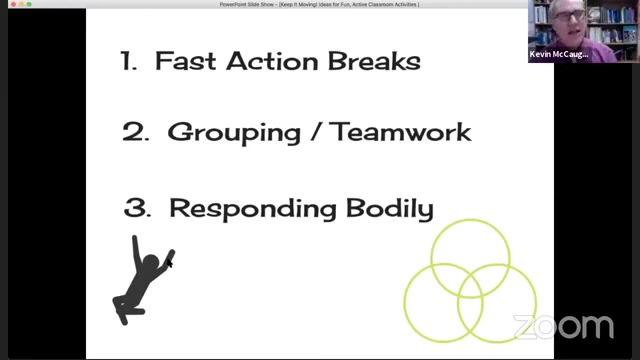 PowerPoint Slide Show - [Keep It Moving! Ideas for Fun, Active Classroom Activities ]
Kevin McCaug...
1. Fast Action Breaks
2. Grouping / Teamwork
3. Responding Bodily
zoom